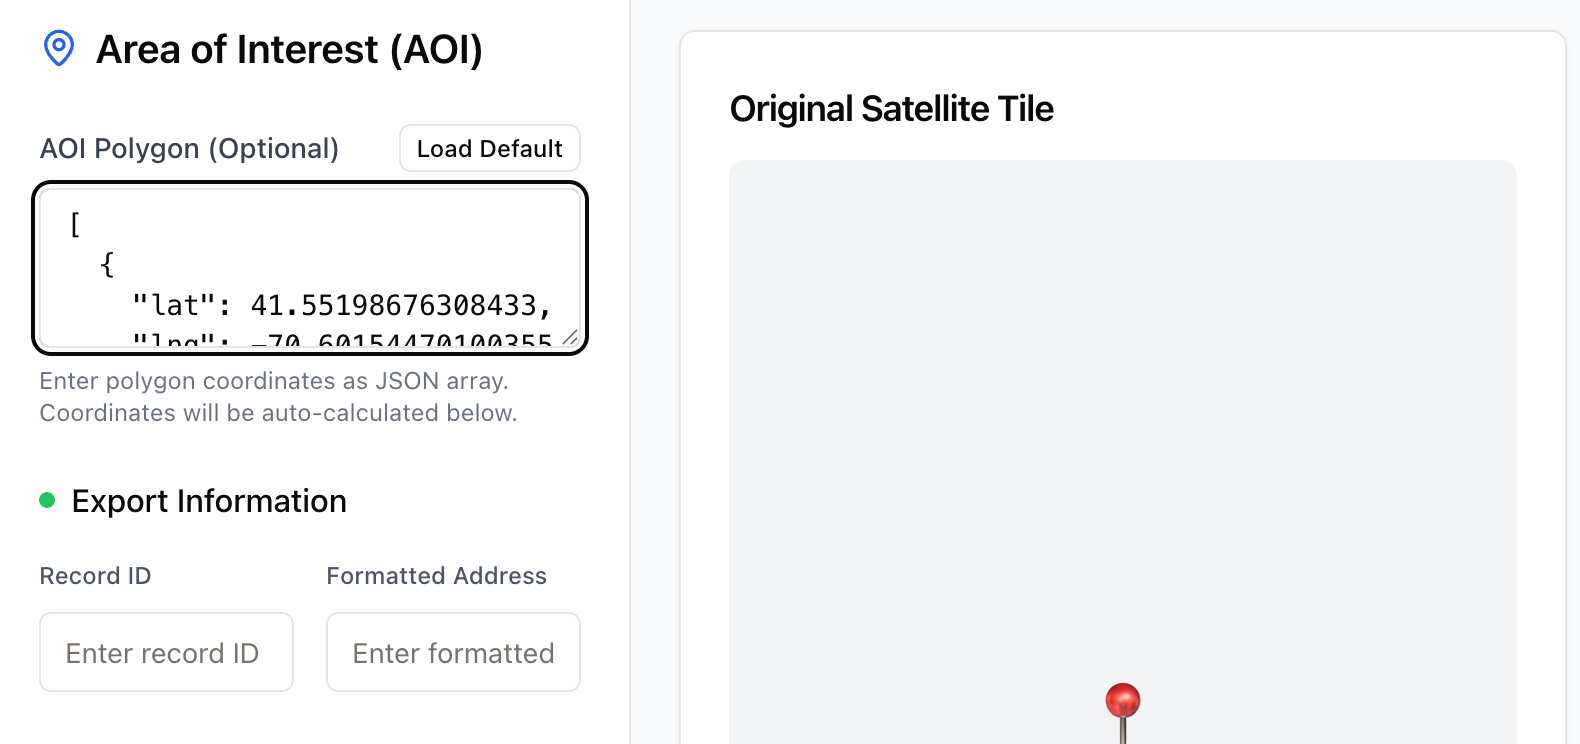 Area of Interest (AOI)
AOI Polygon (Optional)
Load Default
[
{
"lat": 41.55198676308433,
"lng": -70.60154470100355
Enter polygon coordinates as JSON array.
Coordinates will be auto-calculated below.
Export Information
Record ID
Formatted Address
Enter record ID
Enter formatted
Original Satellite Tile